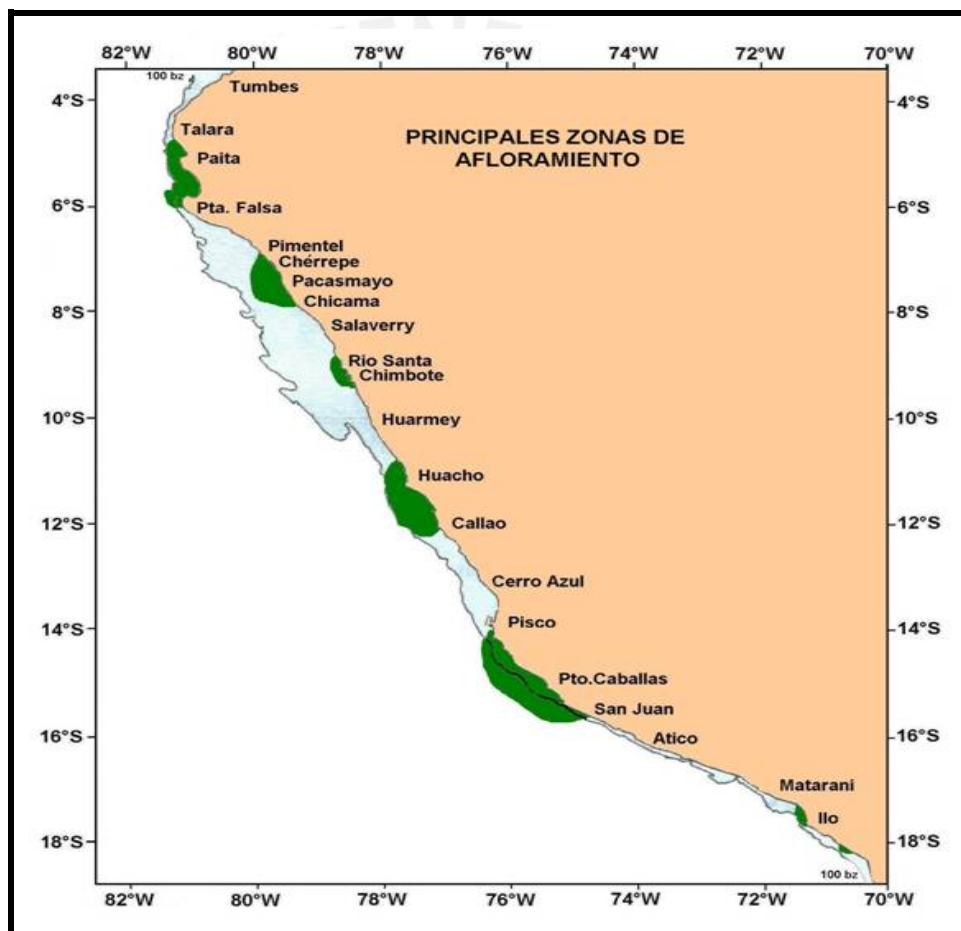 82°W 80°W 78°W 76°W 74°W 72°W 70°W
100 bz
Tumbes
4°S 4°S
Talara
PRINCIPALES ZONAS DE
AFLORAMIENTO
Paita
6°S Pta. Falsa 6°S
Pimentel
Chérrepe
Pacasmayo
Chicama
8°S 8°S
Salaverry
Rio Santa
Chimbote
10°S Huarmey 10°S
Huacho
12°S Callao 12°S
Cerro Azul
Pisco
14°S 14°S
Pto.Caballas
San Juan
16°S Atico 16°S
Matarani
Ilo
18°S 18°S
100 bz
82°W 80°W 78°W 76°W 74°W 72°W 70°W